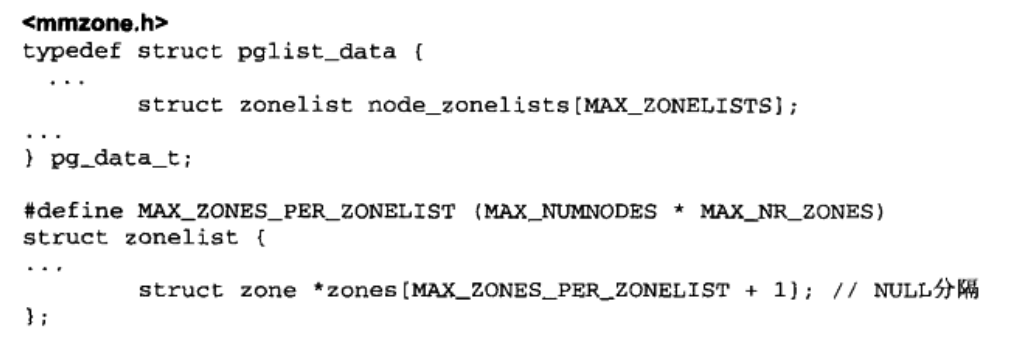 <mmzone.h>
typedef struct pglist_data {
...
struct zonelist node_zonelists[MAX_ZONELISTS];
...
} pg_data_t;
#define MAX_ZONES_PER_ZONELIST (MAX_NUMNODES * MAX_NR_ZONES)
struct zonelist {
...
struct zone *zones[MAX_ZONES_PER_ZONELIST + 1]; // NULL分隔
};